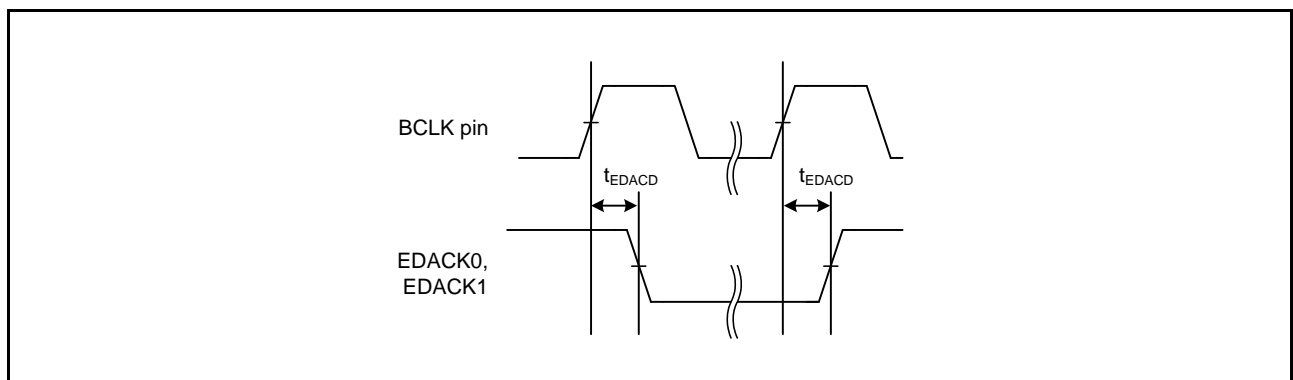 BCLK pin
tEDACD
tEDACD
EDACK0,
EDACK1